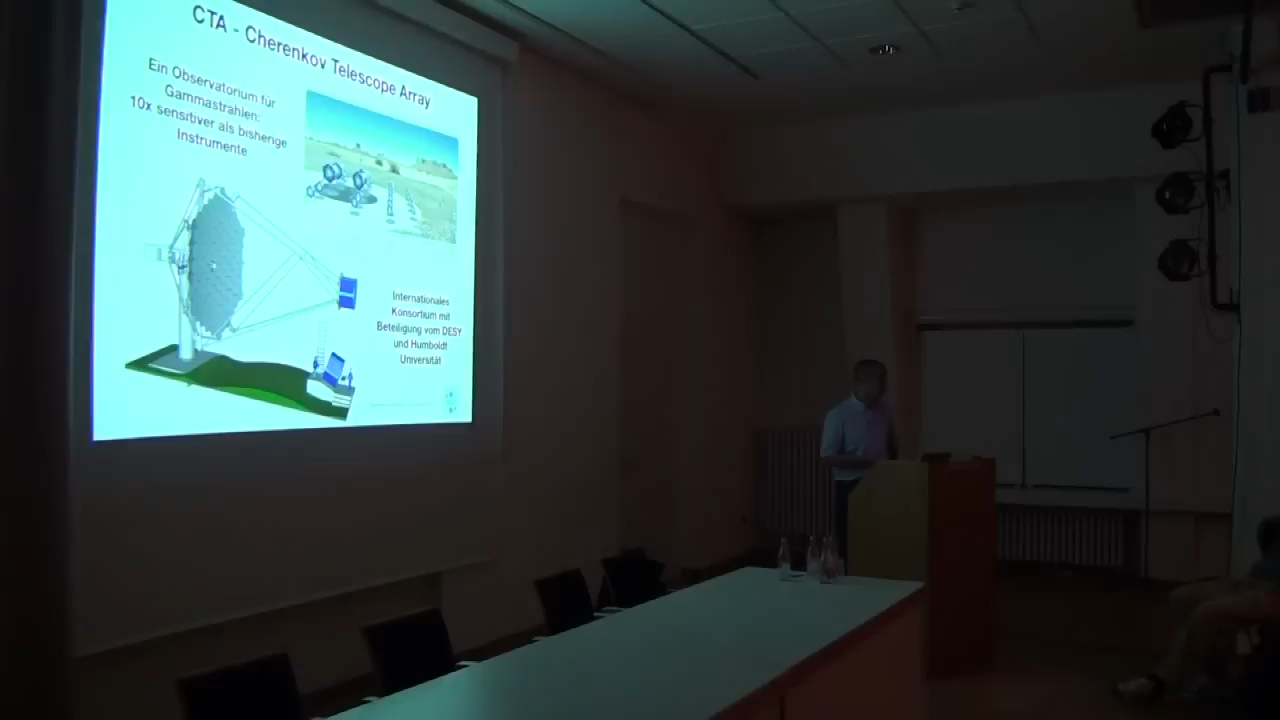 CTA - Cherenkov Telescope Array
Ein Observatorium für
Gammastrahlen:
10x sensitiver als bisherige
Instrumente
Internationales
Konsortium mit
Beteiligung vom DESY
und Humboldt
Universität